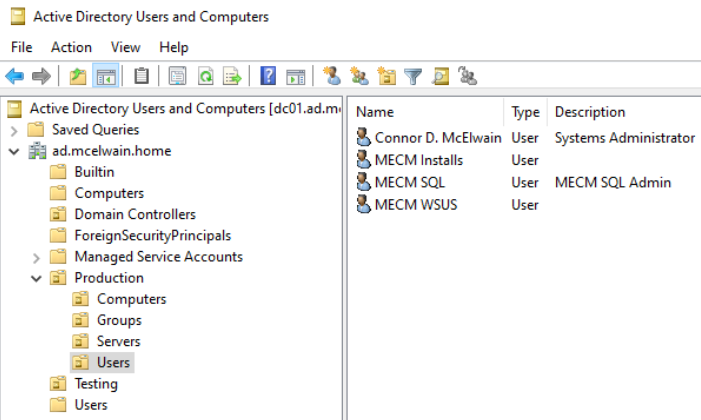 Active Directory Users and Computers
File Action View Help
Active Directory Users and Computers [dc01.ad.m
Saved Queries
ad.mcelwain.home
Builtin
Computers
Domain Controllers
ForeignSecurityPrincipals
Managed Service Accounts
Production
Computers
Groups
Servers
Users
Testing
Users
Name Type Description
Connor D. McElwain User Systems Administrator
MECM Installs User
MECM SQL User MECM SQL Admin
MECM WSUS User